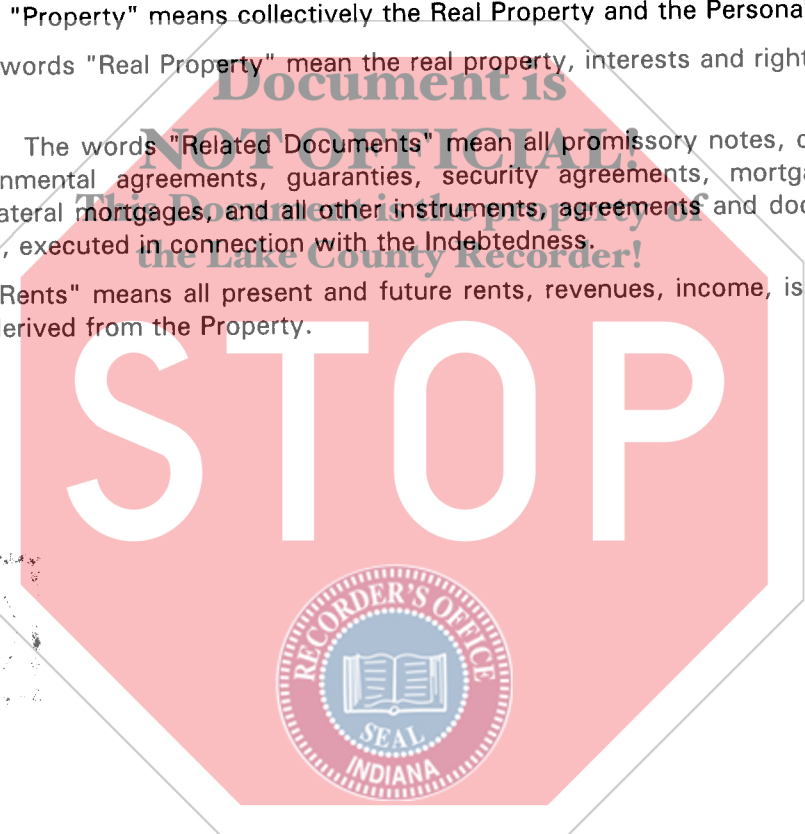 "Property" means collectively the Real Property and the Persona
words "Real Property" mean the real property, interests and right
Document is
The words "Related Documents" mean all promissory notes,
NOT OFFICIAL!
nmental agreements, guaranties, security agreements, mortga
ateral mortgages, and all other instruments, agreements and doc
This Document is the property of
, executed in connection with the Indebtedness.
the Lake County Recorder!
Rents" means all present and future rents, revenues, income, is
erived from the Property.
STOP
RECORDER'S OFFICE
SEAL
INDIANA